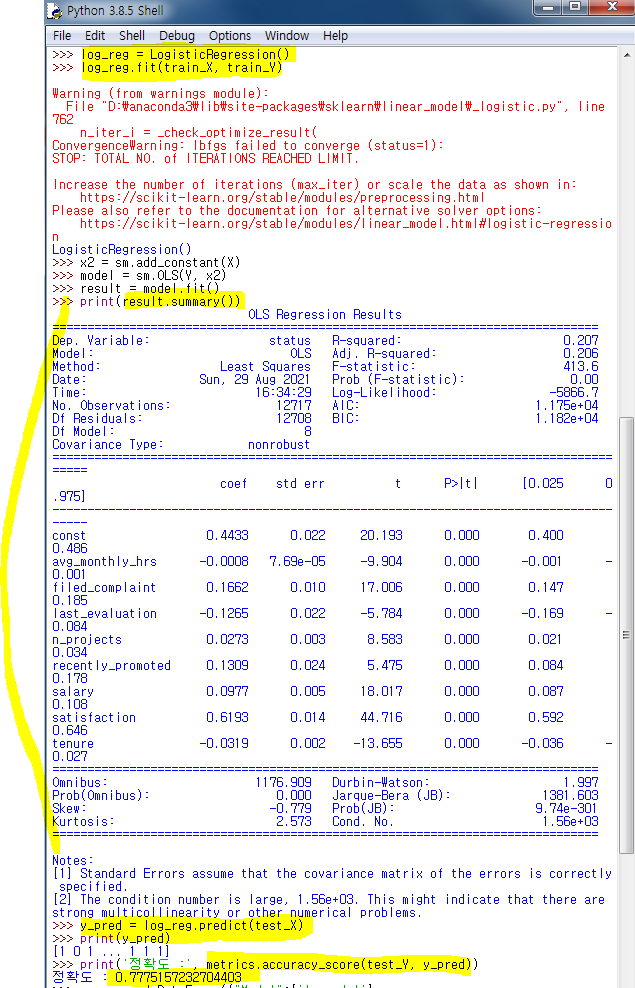 Python 3.8.5 Shell
File Edit Shell Debug Options Window Help
>>> log_reg = LogisticRegression()
>>> log_reg.fit(train_X, train_Y)
Warning (from warnings module):
File "D:₩anaconda3₩lib₩site-packages₩sklearn₩linear_model₩_logistic.py", line
762
n_iter_i = _check_optimize_result(
ConvergenceWarning: lbfgs failed to converge (status=1):
STOP: TOTAL NO. of ITERATIONS REACHED LIMIT.
Increase the number of iterations (max_iter) or scale the data as shown in:
https://scikit-learn.org/stable/modules/preprocessing.html
Please also refer to the documentation for alternative solver options:
https://scikit-learn.org/stable/modules/linear_model.html#logistic-regressio
n
LogisticRegression()
>>> x2 = sm.add_constant(X)
>>> model = sm.OLS(Y, x2)
>>> result = model.fit()
>>> print(result.summary())
OLS Regression Results
==============================================================================
Dep. Variable: status R-squared: 0.207
Model: OLS Adj. R-squared: 0.206
Method: Least Squares F-statistic: 413.6
Date: Sun, 29 Aug 2021 Prob (F-statistic): 0.00
Time: 16:34:29 Log-Likelihood: -5866.7
No. Observations: 12717 AIC: 1.175e+04
Df Residuals: 12708 BIC: 1.182e+04
Df Model: 8
Covariance Type: nonrobust
================================================================================
=====
coef std err t P>|t| [0.025 0
.975]
--------------------------------------------------------------------------------
-----
const 0.4433 0.022 20.193 0.000 0.400
0.486
avg_monthly_hrs -0.0008 7.69e-05 -9.904 0.000 -0.001 -
0.001
filed_complaint 0.1662 0.010 17.006 0.000 0.147
0.185
last_evaluation -0.1265 0.022 -5.784 0.000 -0.169 -
0.084
n_projects 0.0273 0.003 8.583 0.000 0.021
0.034
recently_promoted 0.1309 0.024 5.475 0.000 0.084
0.178
salary 0.0977 0.005 18.017 0.000 0.087
0.108
satisfaction 0.6193 0.014 44.716 0.000 0.592
0.646
tenure -0.0319 0.002 -13.655 0.000 -0.036 -
0.027
==============================================================================
Omnibus: 1176.909 Durbin-Watson: 1.997
Prob(Omnibus): 0.000 Jarque-Bera (JB): 1381.603
Skew: -0.779 Prob(JB): 9.74e-301
Kurtosis: 2.573 Cond. No. 1.56e+03
==============================================================================
Notes:
[1] Standard Errors assume that the covariance matrix of the errors is correctly
specified.
[2] The condition number is large, 1.56e+03. This might indicate that there are
strong multicollinearity or other numerical problems.
>>> y_pred = log_reg.predict(test_X)
>>> print(y_pred)
[1 0 1 ... 1 1 1]
>>> print('정확도 :', metrics.accuracy_score(test_Y, y_pred))
정확도 : 0.7775157232704403